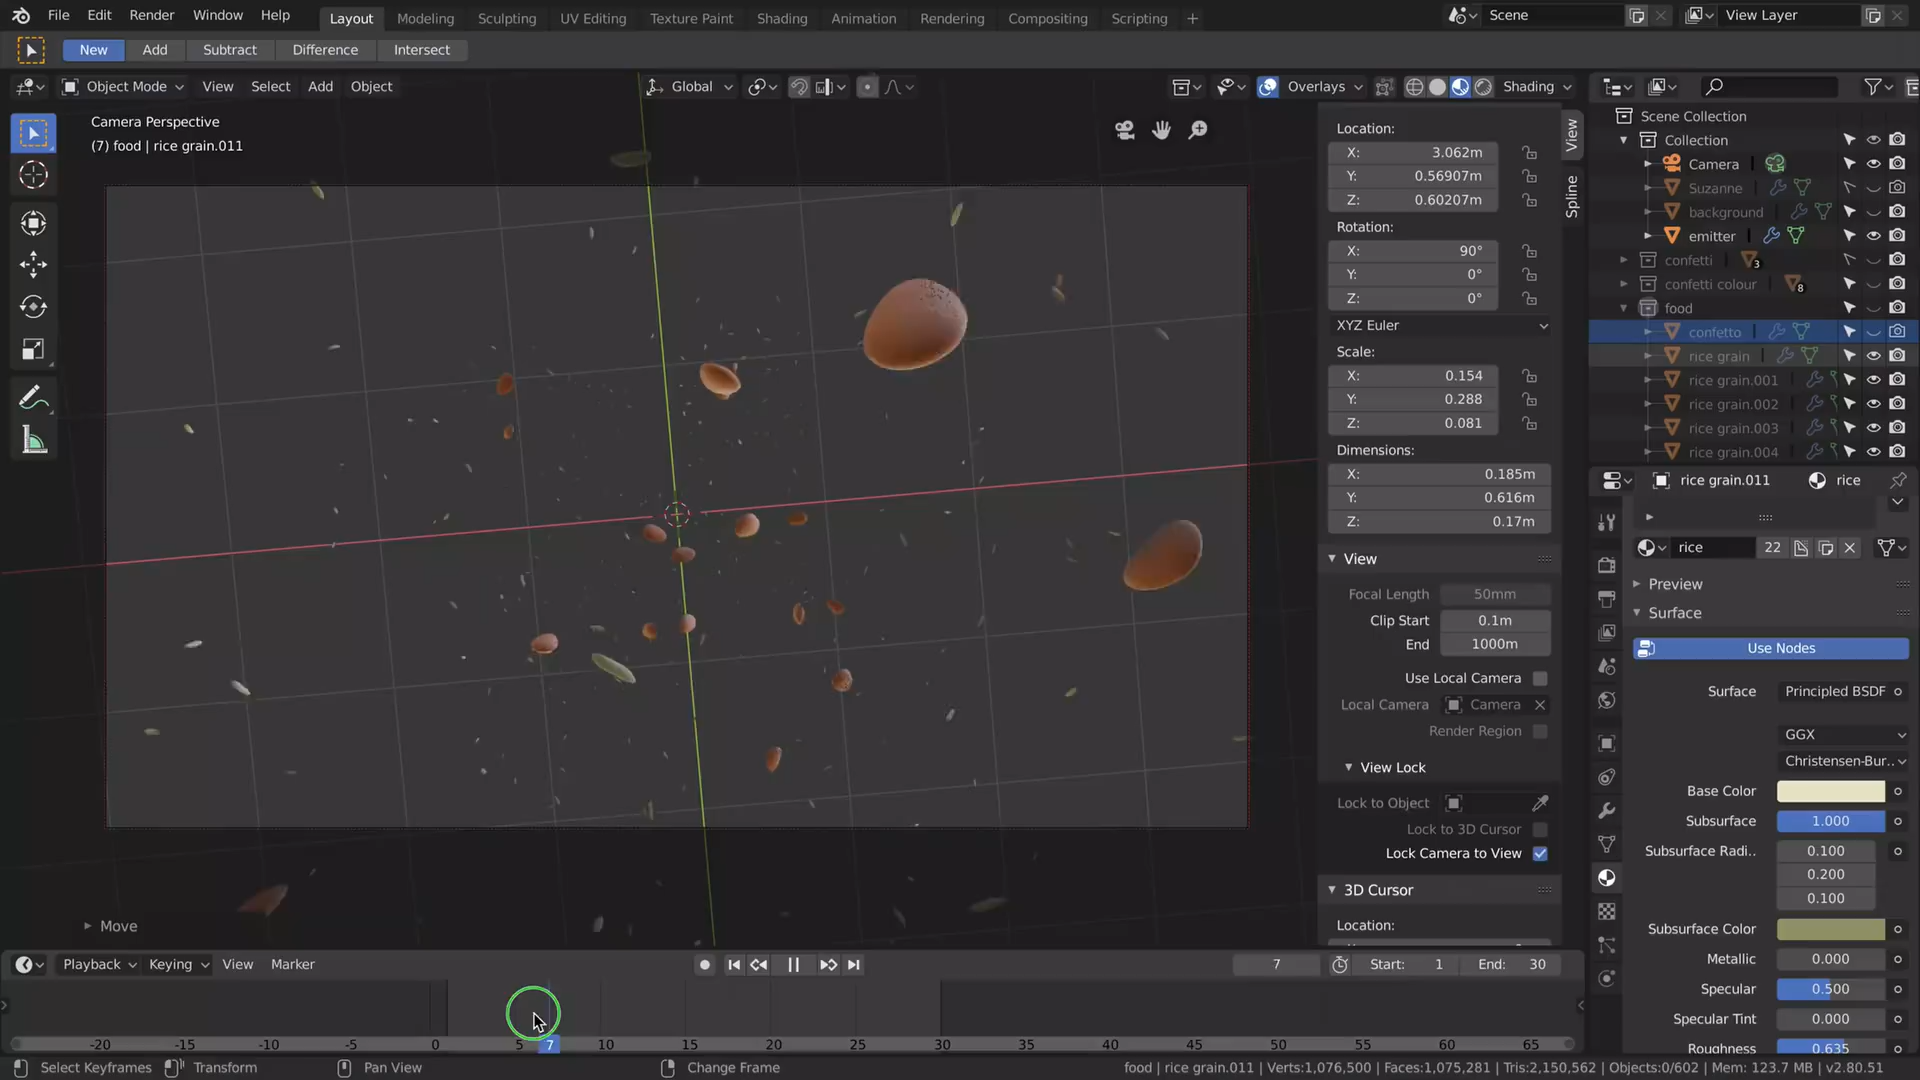 File Edit Render Window Help Layout Modeling Sculpting UV Editing Texture Paint Shading Animation Rendering Compositing Scripting + Scene View Layer
New Add Subtract Difference Intersect
Object Mode View Select Add Object Global Overlays Shading
Camera Perspective
(7) food | rice grain.011
Location:
X: 3.062m
Y: 0.56907m
Z: 0.60207m
Rotation:
X: 90°
Y: 0°
Z: 0°
XYZ Euler
Scale:
X: 0.154
Y: 0.288
Z: 0.081
Dimensions:
X: 0.185m
Y: 0.616m
Z: 0.17m
View
Focal Length 50mm
Clip Start 0.1m
End 1000m
Use Local Camera
Local Camera Camera
Render Region
View Lock
Lock to Object
Lock to 3D Cursor
Lock Camera to View
3D Cursor
Location:
View
Spline
Scene Collection
Collection
Camera
Suzanne
background
emitter
confetti 3
confetti colour 8
food
confetto
rice grain
rice grain.001
rice grain.002
rice grain.003
rice grain.004
rice grain.011 rice
rice 22
Preview
Surface
Use Nodes
Surface Principled BSDF
GGX
Christensen-Bur..
Base Color
Subsurface 1.000
Subsurface Radi.. 0.100
0.200
0.100
Subsurface Color
Metallic 0.000
Specular 0.500
Specular Tint 0.000
Roughness 0.635
Move
Playback Keying View Marker 7 Start: 1 End: 30
-20 -15 -10 -5 0 5 7 10 15 20 25 30 35 40 45 50 55 60 65
Select Keyframes Transform Pan View Change Frame food | rice grain.011 | Verts:1,076,500 | Faces:1,075,281 | Tris:2,150,562 | Objects:0/602 | Mem: 123.7 MB | v2.80.51